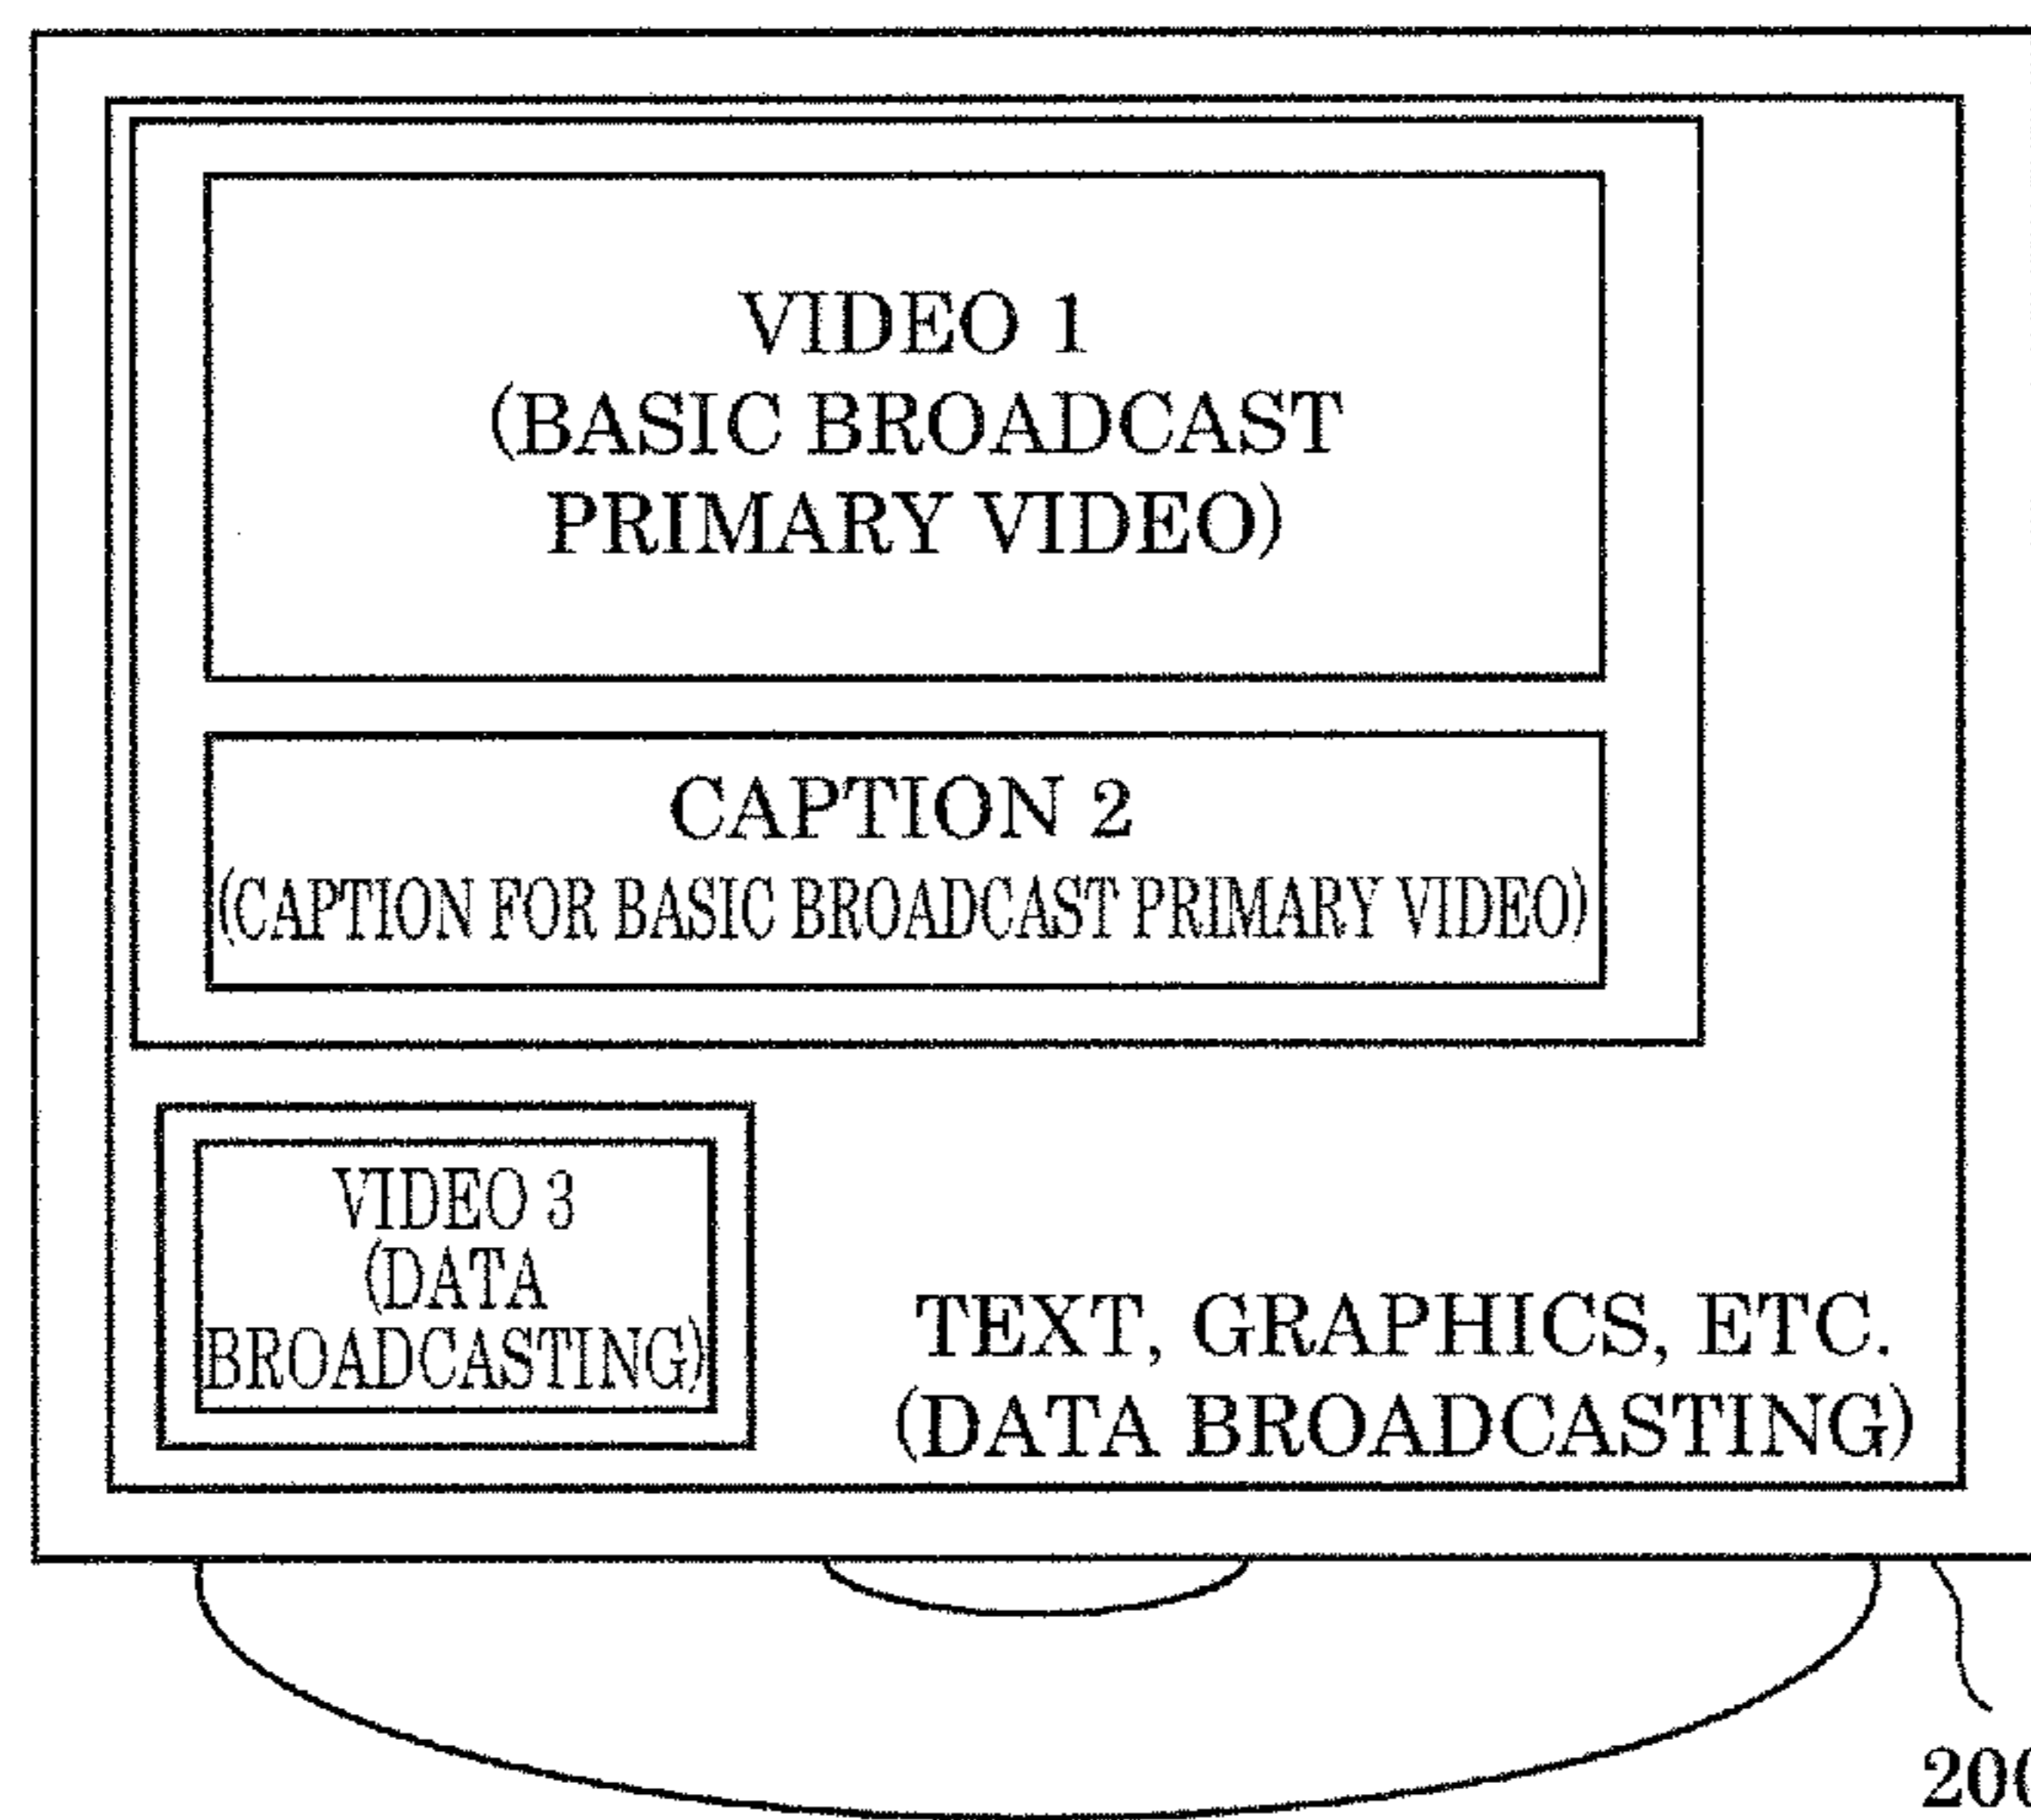 VIDEO 1
(BASIC BROADCAST
PRIMARY VIDEO)
CAPTION 2
(CAPTION FOR BASIC BROADCAST PRIMARY VIDEO)
VIDEO 3
(DATA
BROADCASTING)
TEXT, GRAPHICS, ETC.
(DATA BROADCASTING)
200